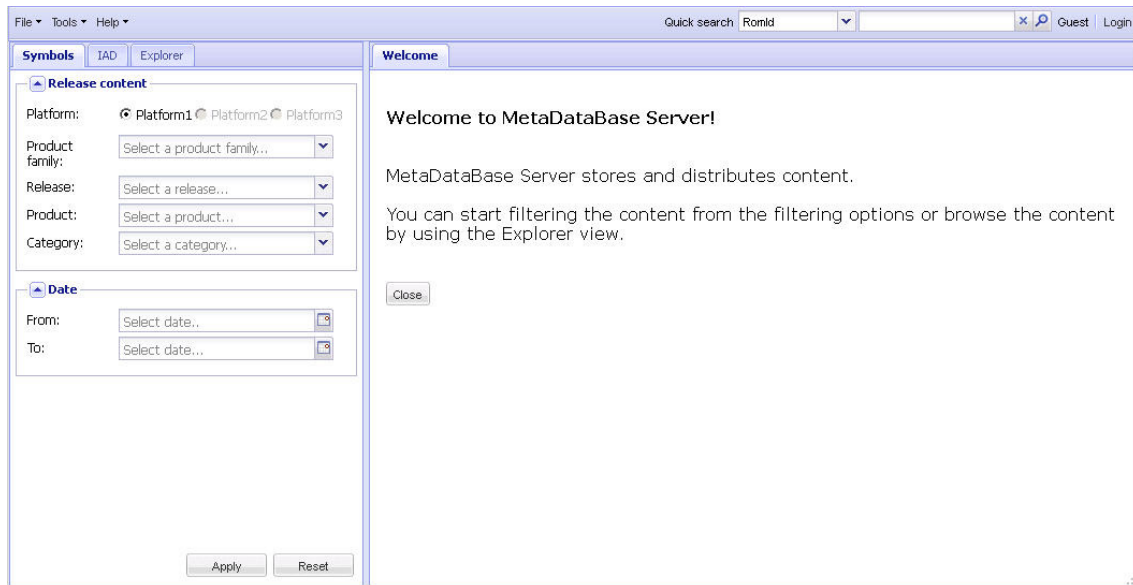 File Tools Help Quick search RomId Guest Login
Symbols IAD Explorer
Release content
Platform: Platform1 Platform2 Platform3
Product family: Select a product family...
Release: Select a release...
Product: Select a product...
Category: Select a category...
Date
From: Select date..
To: Select date...
Apply Reset
Welcome
Welcome to MetaDataBase Server!
MetaDataBase Server stores and distributes content.
You can start filtering the content from the filtering options or browse the content
by using the Explorer view.
Close